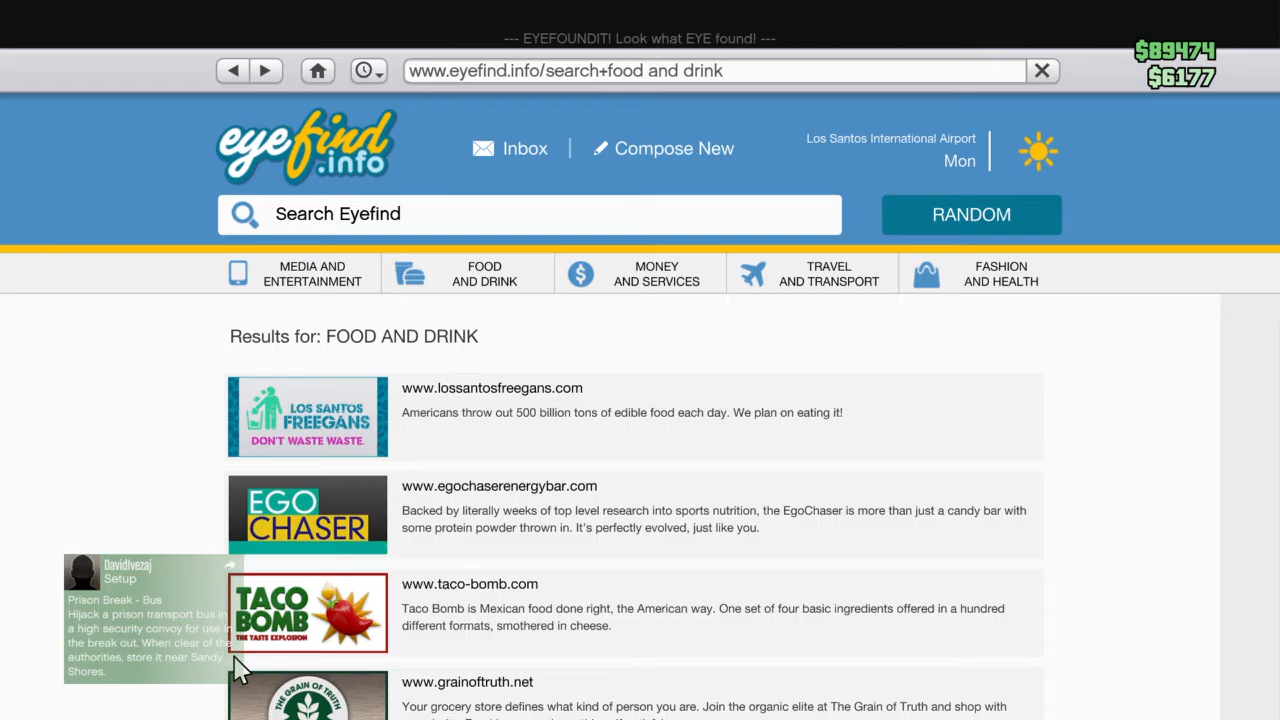 --- EYEFOUNDIT! Look what EYE found! ---
$89474
$6177
www.eyefind.info/search+food and drink
eyefind
.info
Inbox
Compose New
Los Santos International Airport
Mon
Search Eyefind
RANDOM
MEDIA AND
ENTERTAINMENT
FOOD
AND DRINK
MONEY
AND SERVICES
TRAVEL
AND TRANSPORT
FASHION
AND HEALTH
Results for: FOOD AND DRINK
LOS SANTOS
FREEGANS
DON'T WASTE WASTE.
www.lossantosfreegans.com
Americans throw out 500 billion tons of edible food each day. We plan on eating it!
EGO
CHASER
www.egochaserenergybar.com
Backed by literally weeks of top level research into sports nutrition, the EgoChaser is more than just a candy bar with
some protein powder thrown in. It's perfectly evolved, just like you.
DavidIvezaj
Setup
Prison Break - Bus
Hijack a prison transport bus in
a high security convoy for use in
the break out. When clear of the
authorities, store it near Sandy
Shores.
TACO
BOMB
THE TASTE EXPLOSION
www.taco-bomb.com
Taco Bomb is Mexican food done right, the American way. One set of four basic ingredients offered in a hundred
different formats, smothered in cheese.
THE GRAIN OF TRUTH
www.grainoftruth.net
Your grocery store defines what kind of person you are. Join the organic elite at The Grain of Truth and shop with